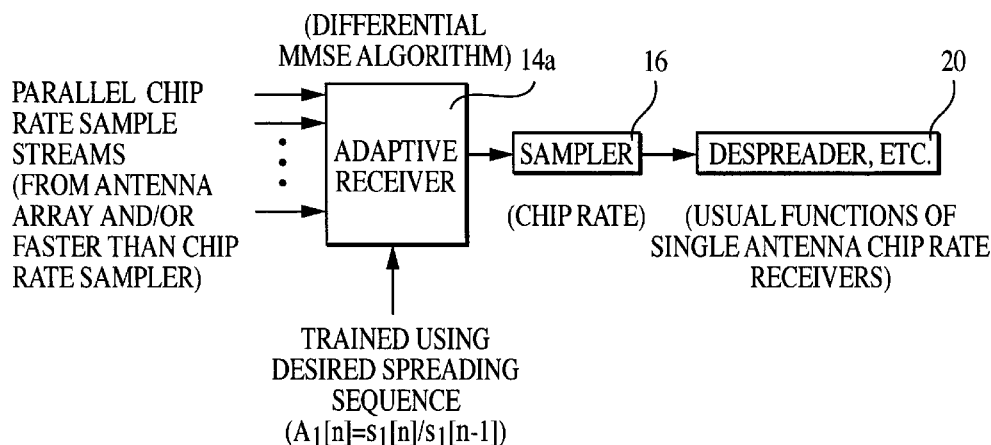 (DIFFERENTIAL
MMSE ALGORITHM)
14a
16
20
PARALLEL CHIP
RATE SAMPLE
STREAMS
(FROM ANTENNA
ARRAY AND/OR
FASTER THAN CHIP
RATE SAMPLER)
ADAPTIVE
RECEIVER
SAMPLER
DESPREADER, ETC.
(CHIP RATE)
(USUAL FUNCTIONS OF
SINGLE ANTENNA CHIP RATE
RECEIVERS)
TRAINED USING
DESIRED SPREADING
SEQUENCE
(A1[n]=s1[n]/s1[n-1])